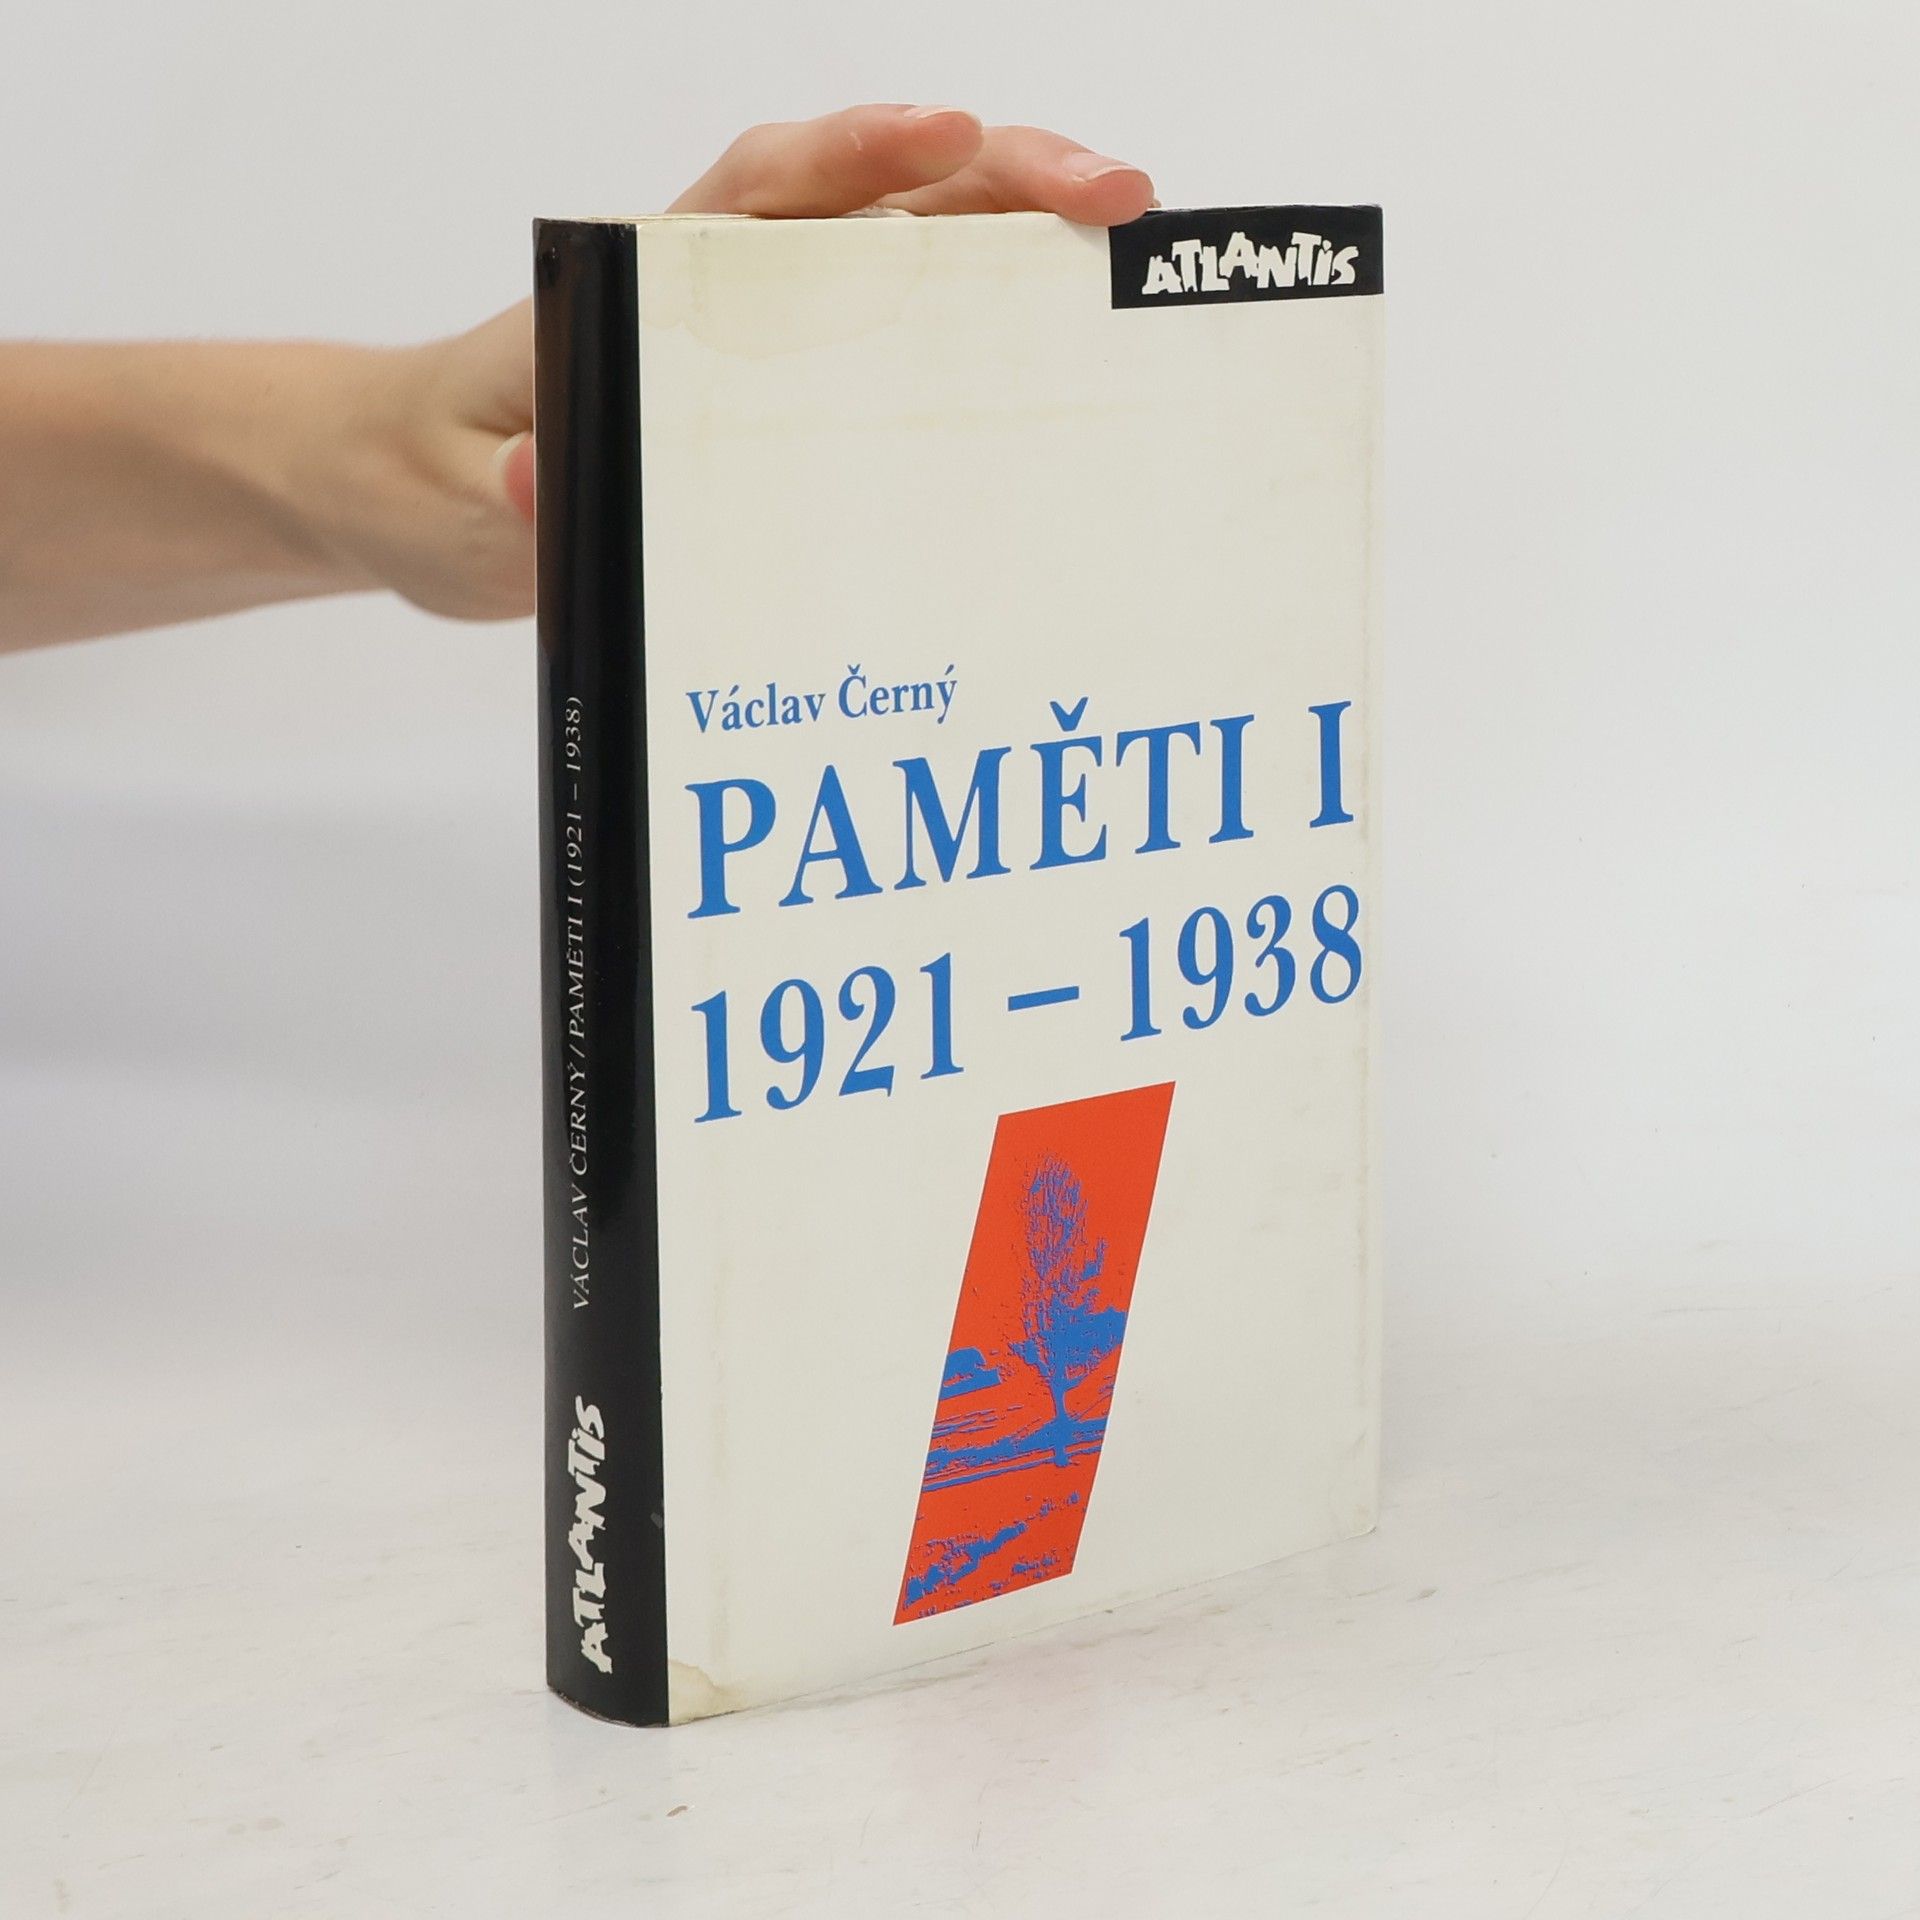 ATLANTIS
Václav Černý
PAMĚTI I
1921 – 1938
VÁCLAV ČERNÝ / PAMĚTI I (1921 – 1938)
ATLANTIS